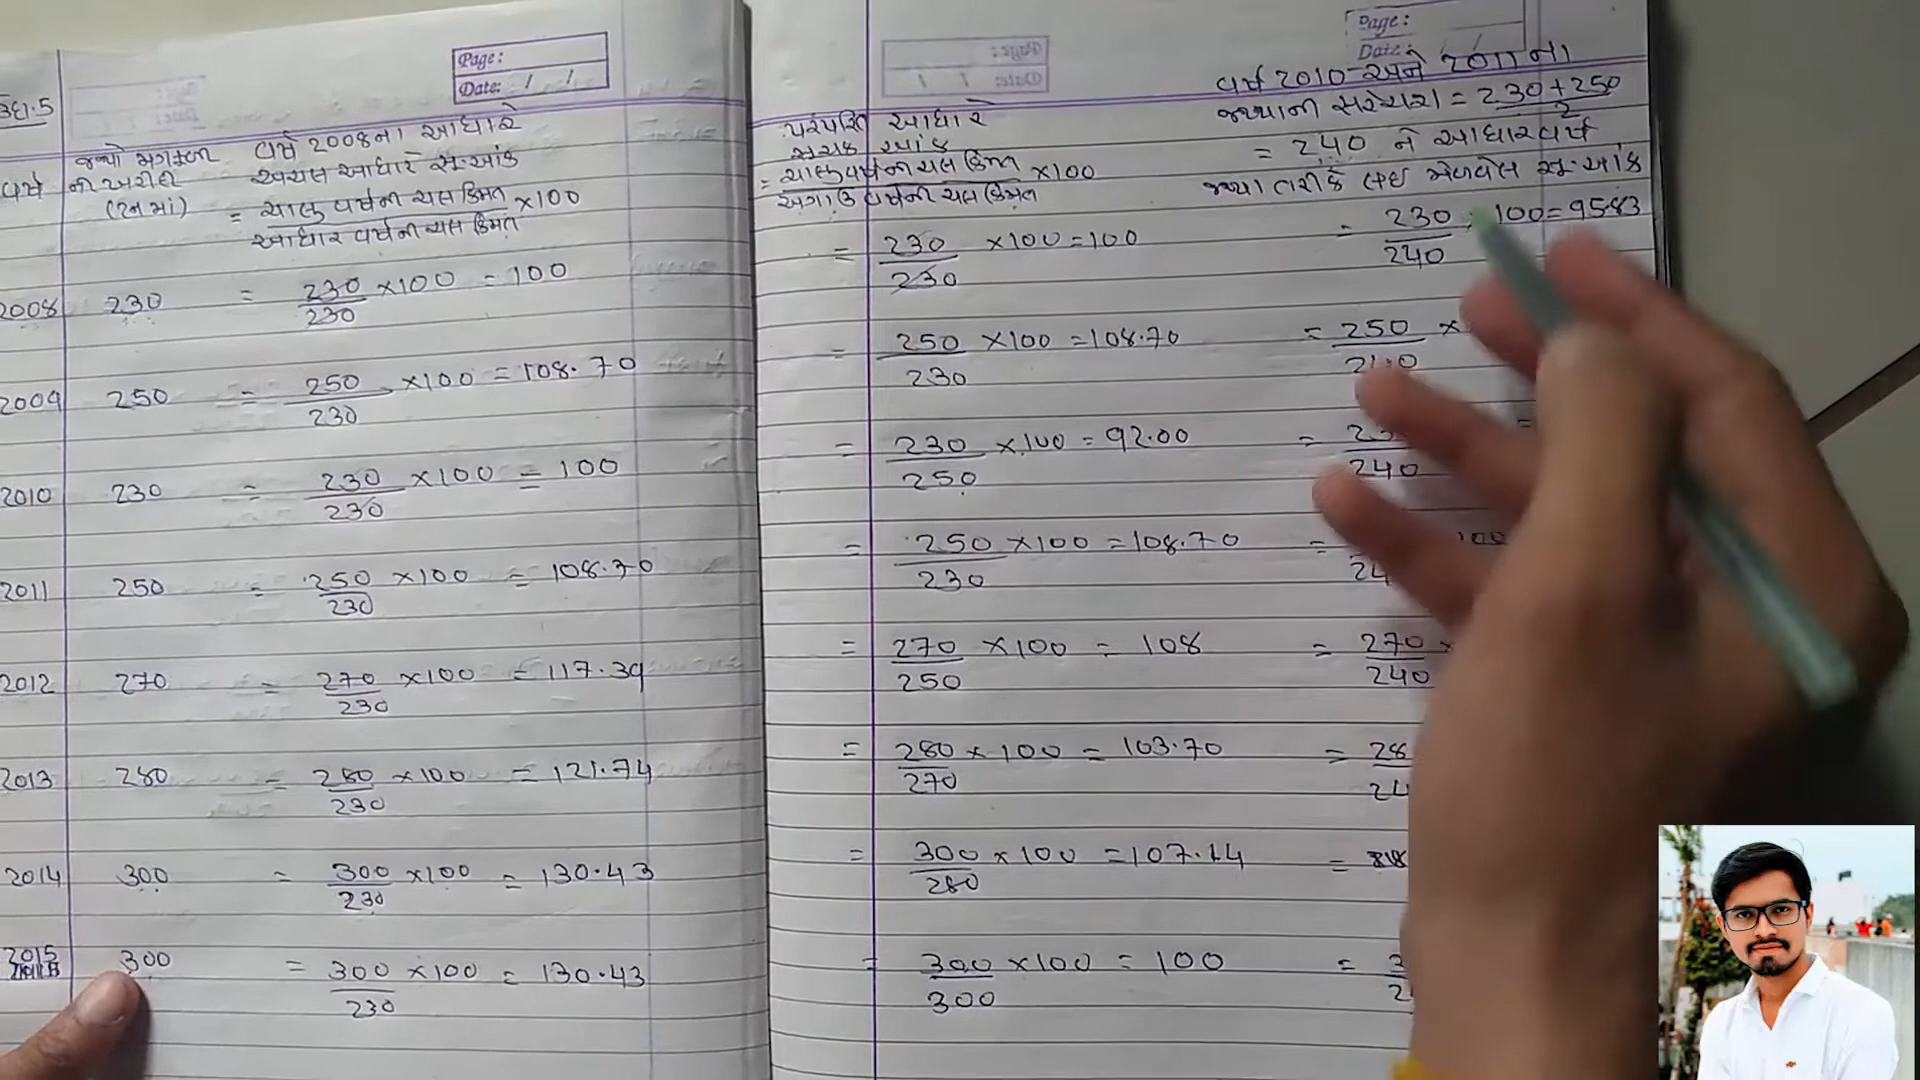 Page:
Date: / /
ઉદા.5
વર્ષ
જથ્થો મગફળી
ની ખરીદી
(ટન માં)
વર્ષ 2008ના આધારે
અચલ આધારે સૂ.આંક
= ચાલુ વર્ષની ચલ કિંમત ×100
આધાર વર્ષની ચલ કિંમત
2008 230 = 230/230 ×100 = 100
2009 250 = 250/230 ×100 = 108.70
2010 230 = 230/230 ×100 = 100
2011 250 = 250/230 ×100 = 108.70
2012 270 = 270/230 ×100 = 117.39
2013 280 = 280/230 ×100 = 121.74
2014 300 = 300/230 ×100 = 130.43
2015 300 = 300/230 ×100 = 130.43
પરંપરિત આધારે
સૂચક આંક
= ચાલુ વર્ષની ચલ કિંમત ×100
અગાઉ વર્ષની ચલ કિંમત
= 230/230 ×100 = 100
= 250/230 ×100 = 108.70
= 230/250 ×100 = 92.00
= 250/230 ×100 = 108.70
= 270/250 ×100 = 108
= 280/270 ×100 = 103.70
= 300/280 ×100 = 107.14
= 300/300 ×100 = 100
Page:
Date: / /
વર્ષ 2010 અને 2011 ના
જથ્થાની સરેરાશ = 230+250/2
= 240 ને આધાર વર્ષ
જથ્થા તરીકે લઇ મેળવેલ સૂ.આંક
= 230/240 100 = 95.83
= 250/240 ×
240
= 270/240 ×